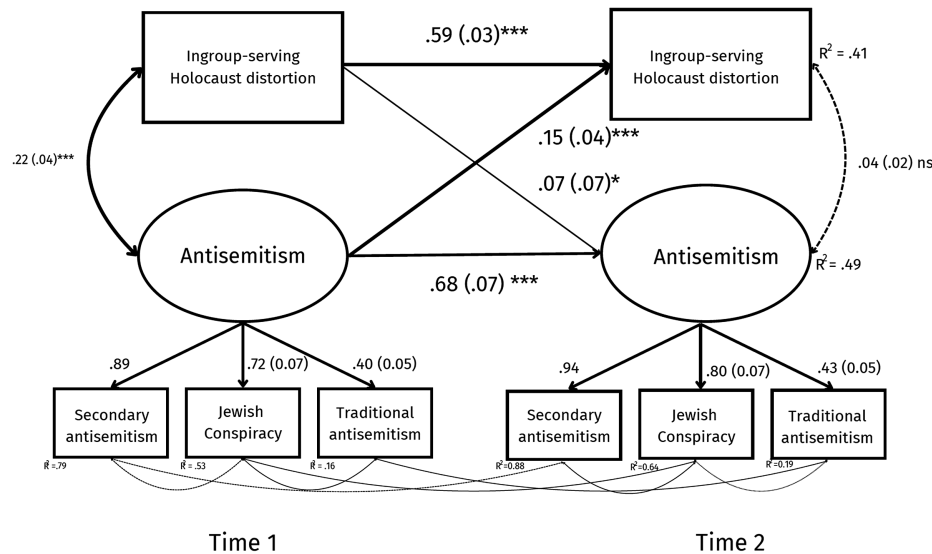 .59 (.03)***
Ingroup-serving
Holocaust distortion
Ingroup-serving
Holocaust distortion
R² = .41
.22 (.04)***
.15 (.04)***
.07 (.07)*
.04 (.02) ns
Antisemitism
Antisemitism
R² = .49
.68 (.07) ***
.89
.72 (0.07)
.40 (0.05)
.94
.80 (0.07)
.43 (0.05)
Secondary
antisemitism
Jewish
Conspiracy
Traditional
antisemitism
Secondary
antisemitism
Jewish
Conspiracy
Traditional
antisemitism
R² = .79
R² = .53
R² = .16
R²=0.88
R²=0.64
R²=0.19
Time 1
Time 2